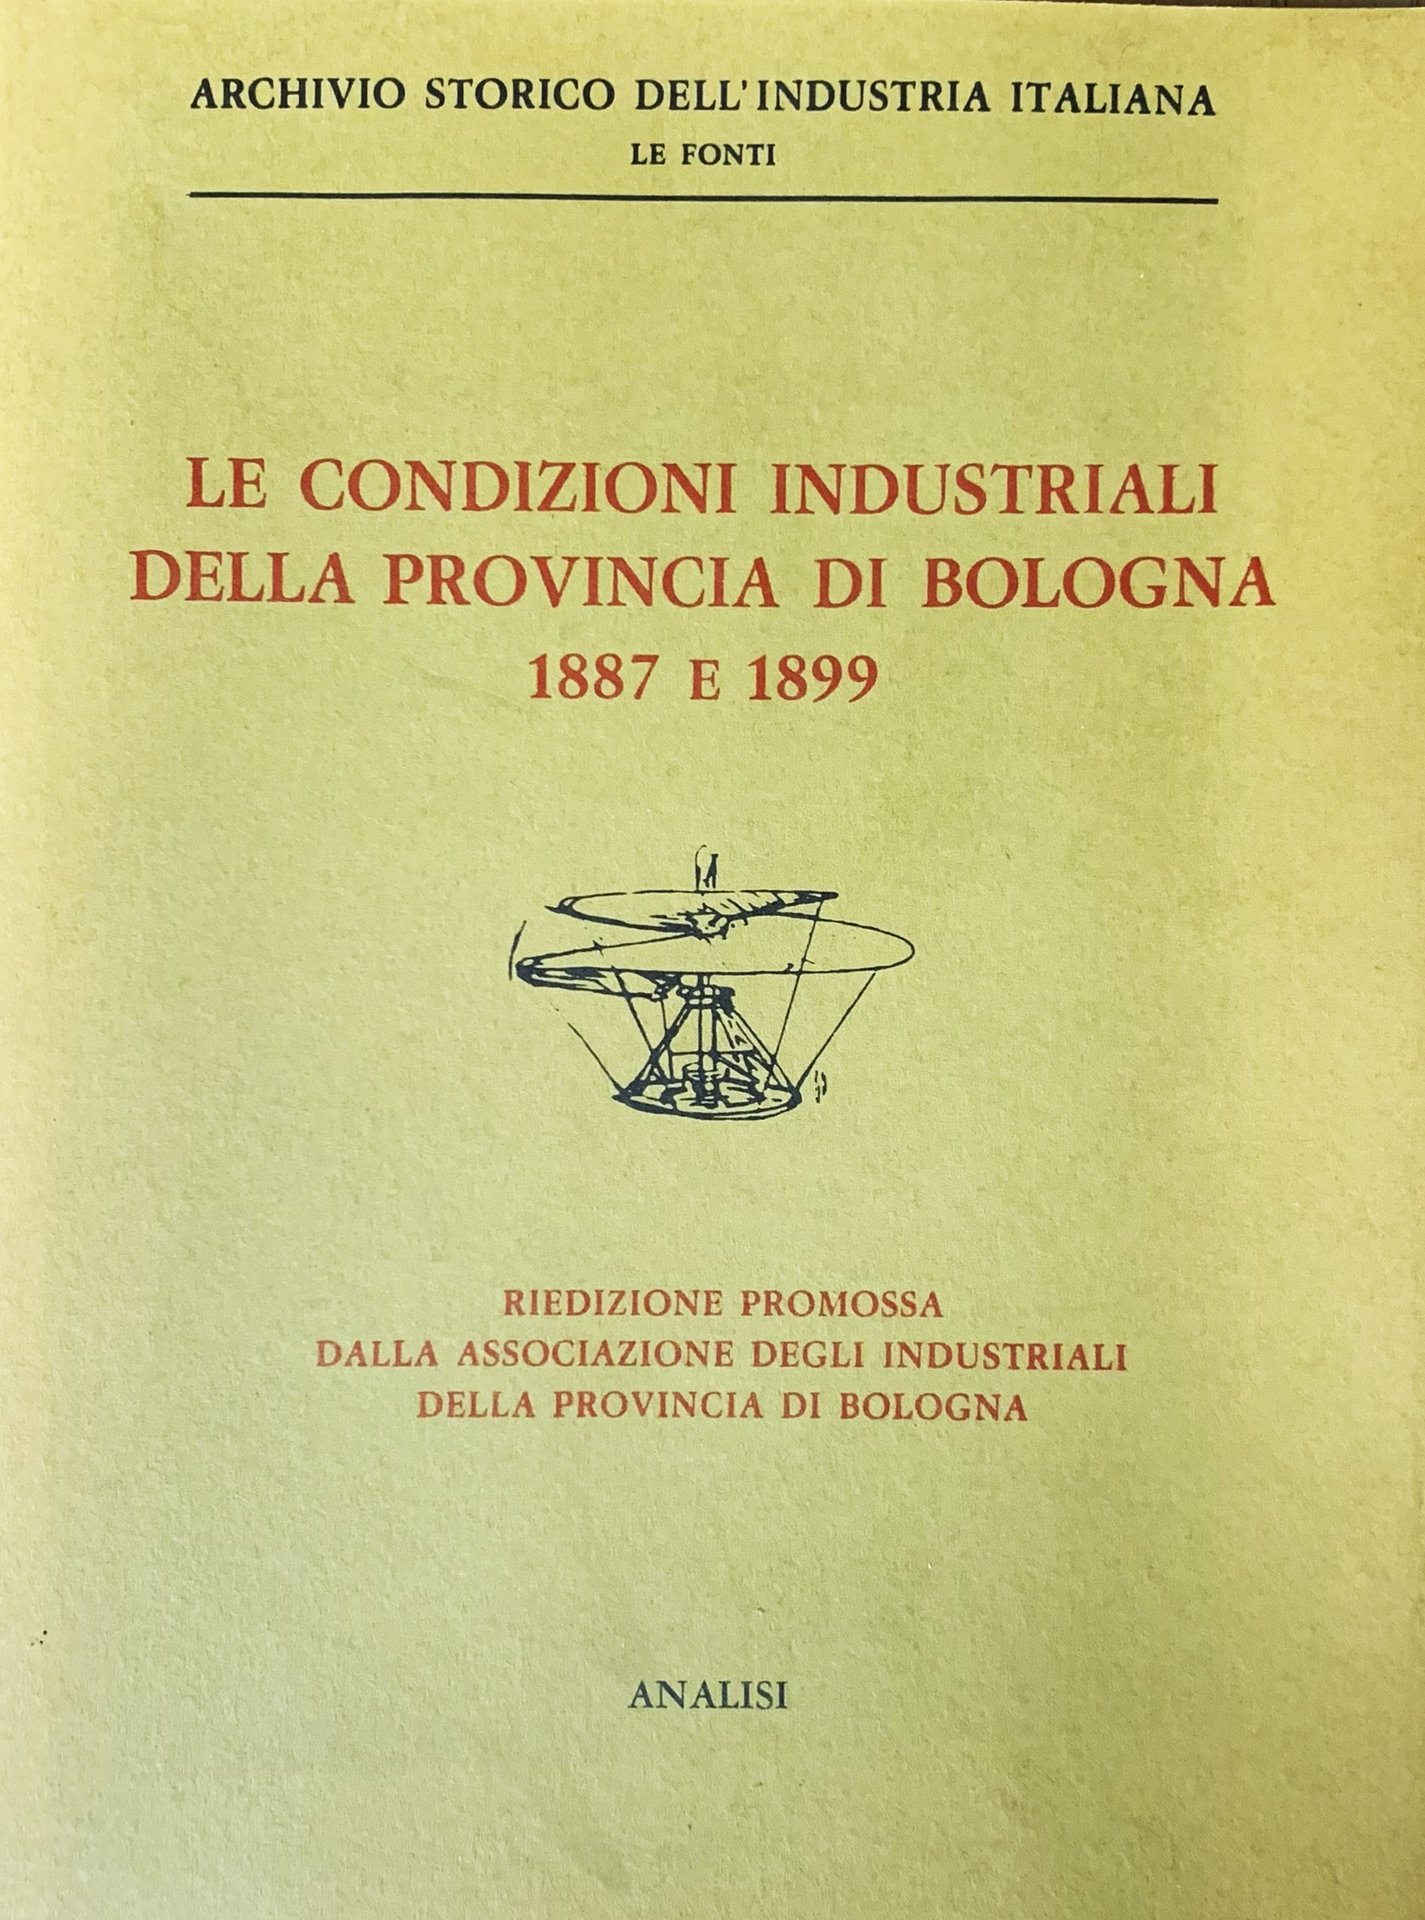 ARCHIVIO STORICO DELL'INDUSTRIA ITALIANA
LE FONTI
LE CONDIZIONI INDUSTRIALI
DELLA PROVINCIA DI BOLOGNA
1887 E 1899
RIEDIZIONE PROMOSSA
DALLA ASSOCIAZIONE DEGLI INDUSTRIALI
DELLA PROVINCIA DI BOLOGNA
ANALISI